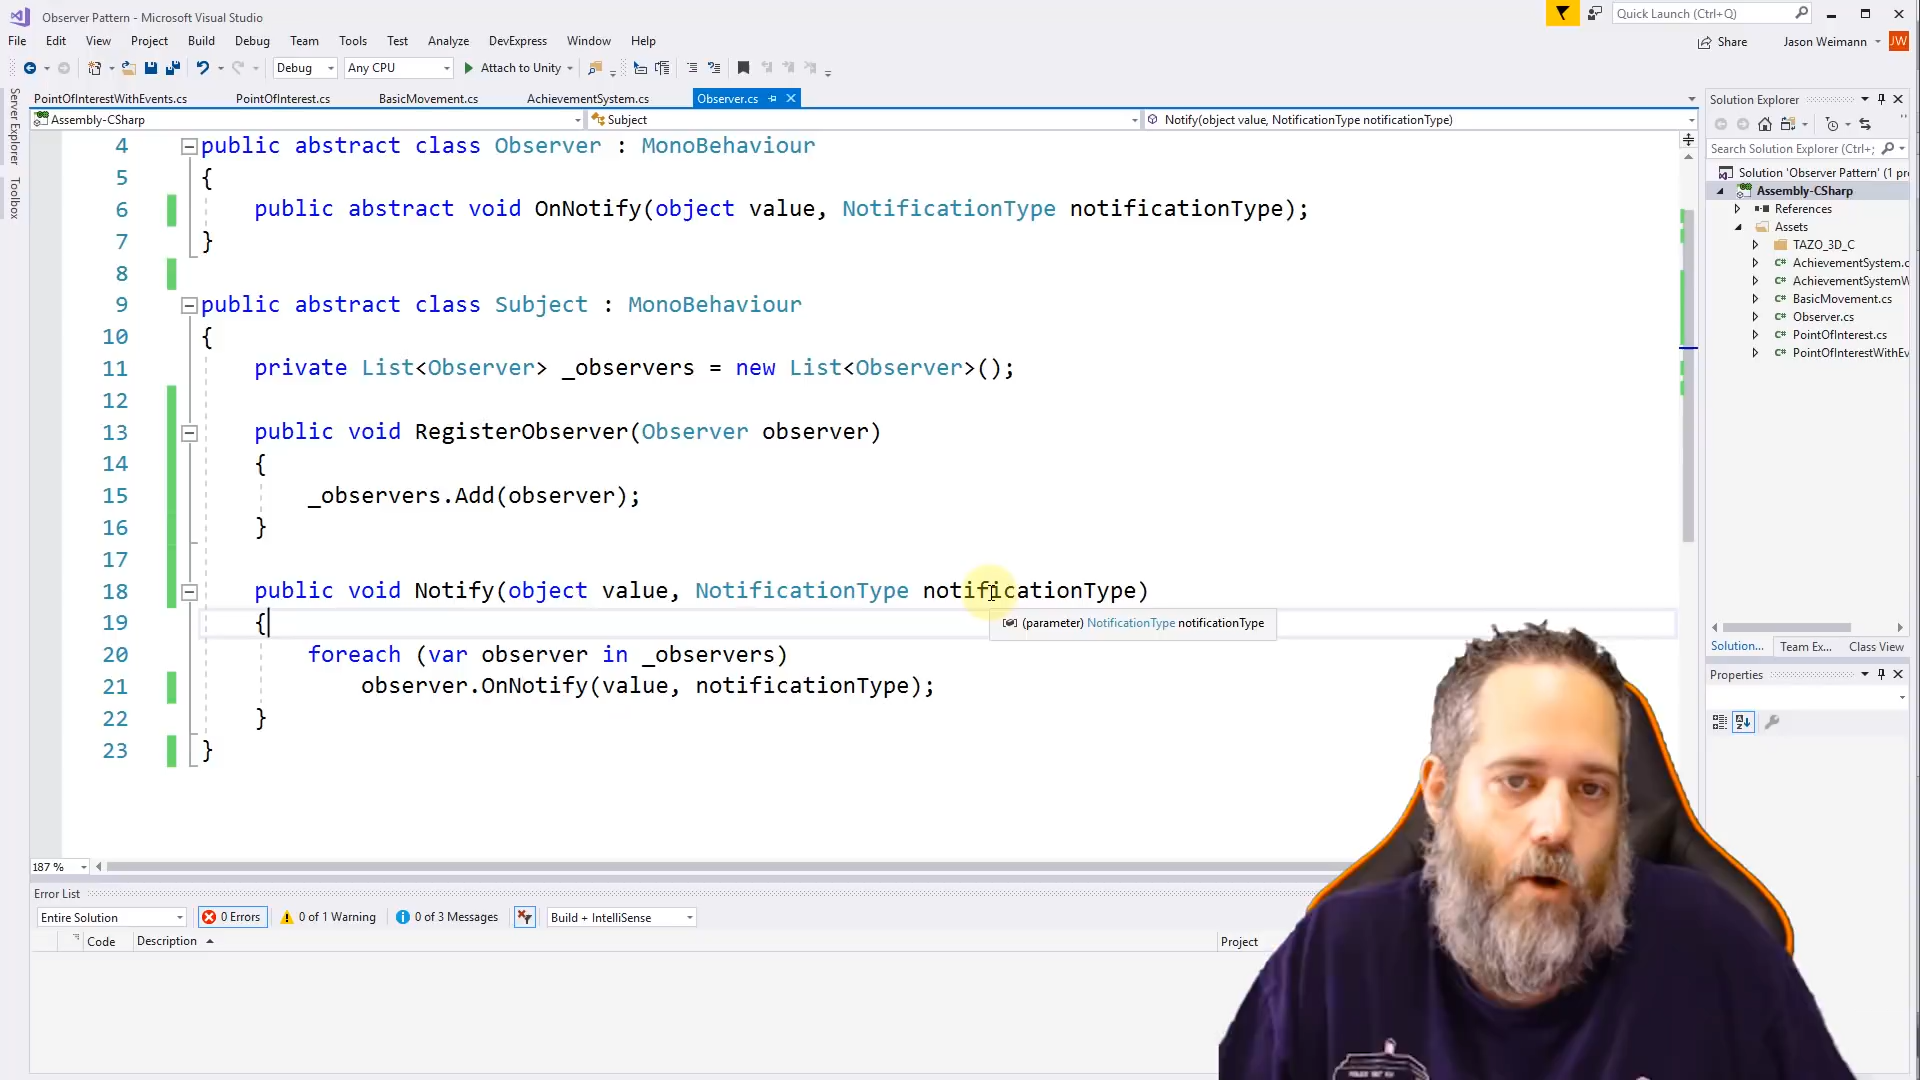 Observer Pattern - Microsoft Visual Studio
Quick Launch (Ctrl+Q)
File Edit View Project Build Debug Team Tools Test Analyze DevExpress Window Help
Share Jason Weimann JW
Debug Any CPU Attach to Unity
Server Explorer
Toolbox
PointOfInterestWithEvents.cs PointOfInterest.cs BasicMovement.cs AchievementSystem.cs Observer.cs
Assembly-CSharp Subject Notify(object value, NotificationType notificationType)
4 public abstract class Observer : MonoBehaviour
5 {
6 public abstract void OnNotify(object value, NotificationType notificationType);
7 }
8
9 public abstract class Subject : MonoBehaviour
10 {
11 private List<Observer> _observers = new List<Observer>();
12
13 public void RegisterObserver(Observer observer)
14 {
15 _observers.Add(observer);
16 }
17
18 public void Notify(object value, NotificationType notificationType)
19 {
(parameter) NotificationType notificationType
20 foreach (var observer in _observers)
21 observer.OnNotify(value, notificationType);
22 }
23 }
187 %
Error List
Entire Solution 0 Errors 0 of 1 Warning 0 of 3 Messages Build + IntelliSense
Code Description Project
Solution Explorer
Search Solution Explorer (Ctrl+;
Solution 'Observer Pattern' (1 pr
Assembly-CSharp
References
Assets
TAZO_3D_C
AchievementSystem.c
AchievementSystemW
BasicMovement.cs
Observer.cs
PointOfInterest.cs
PointOfInterestWithEv
Solution... Team Ex... Class View
Properties